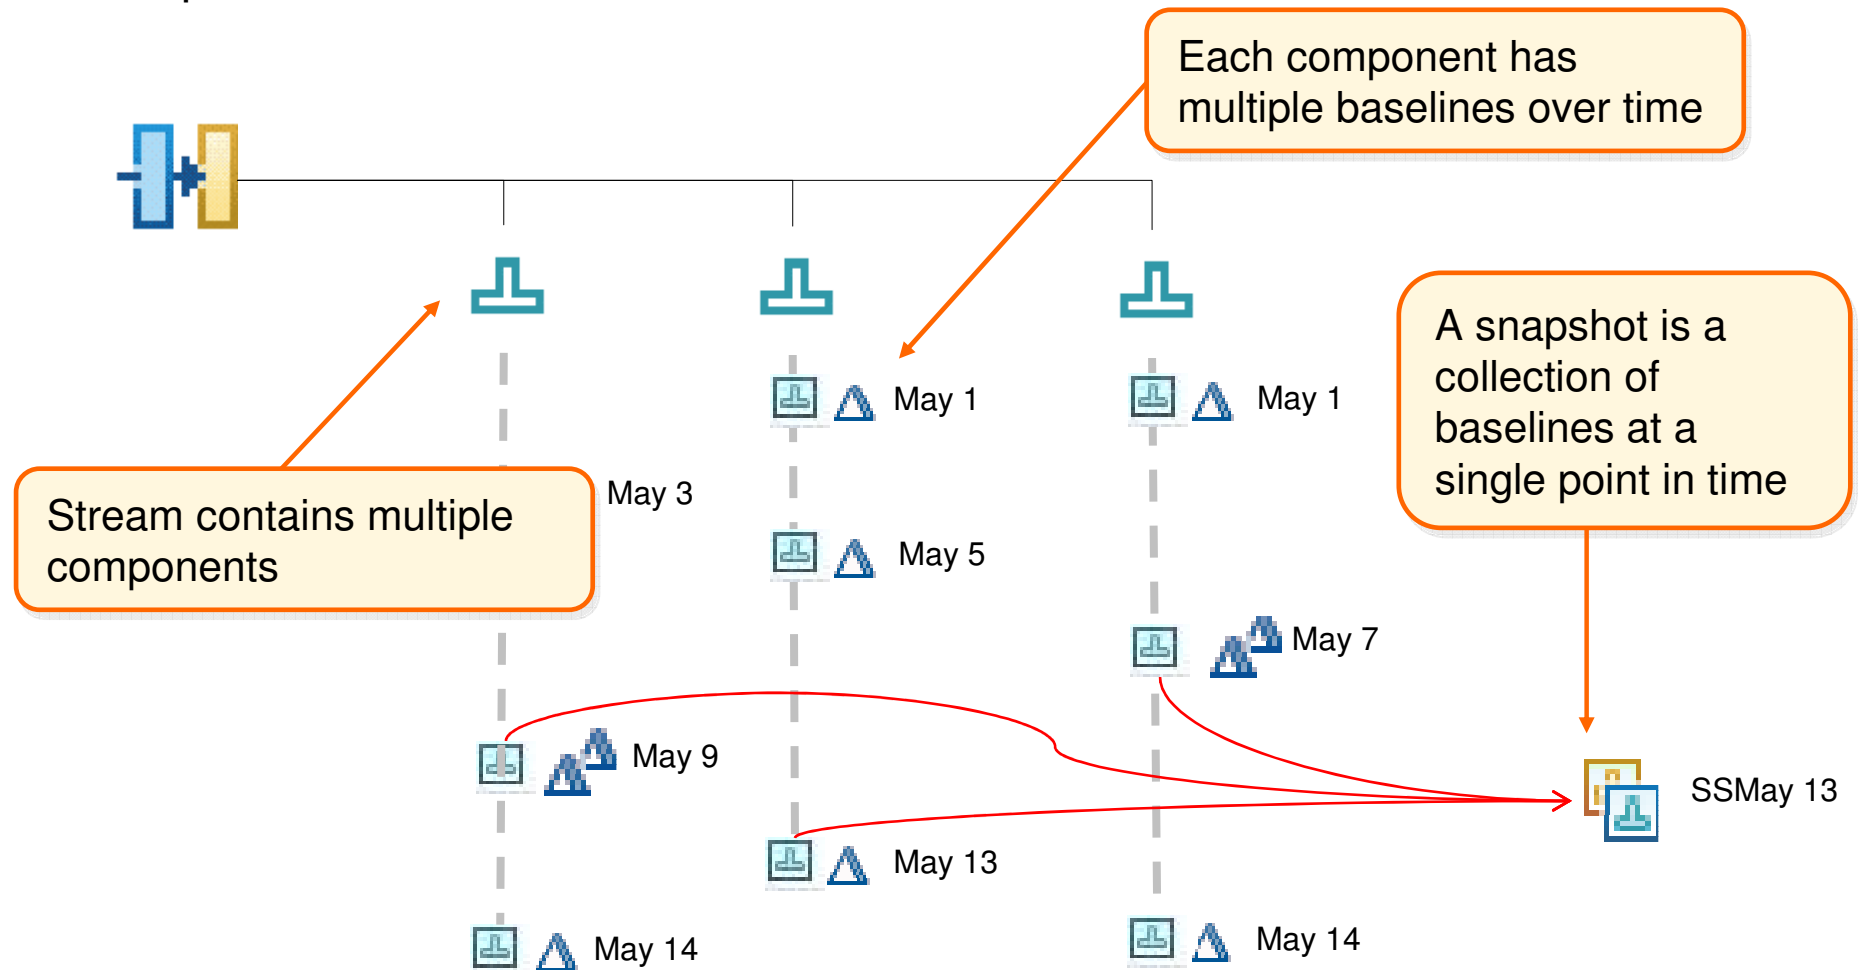 Each component has
multiple baselines over time
A snapshot is a
collection of
baselines at a
single point in time
May 1
May 1
Stream contains multiple
components
May 3
May 5
May 7
May 9
SSMay 13
May 13
May 14
May 14